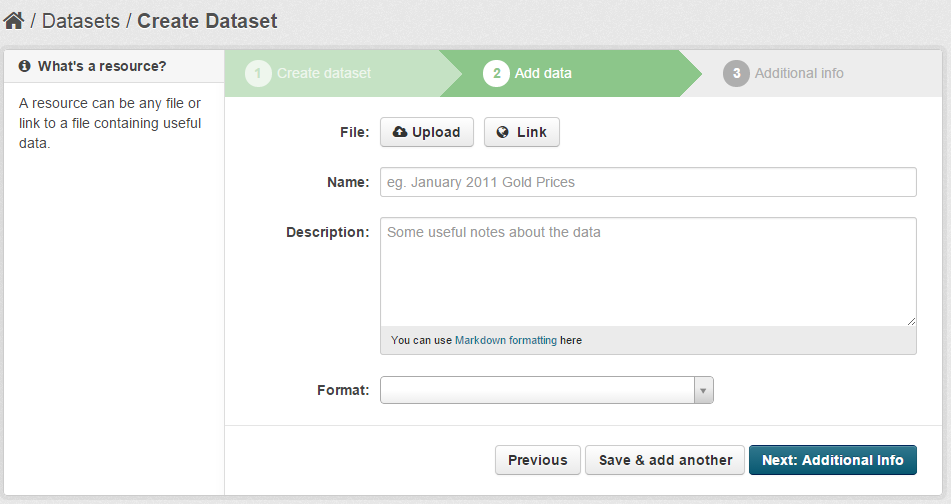 / Datasets / Create Dataset
What's a resource?
A resource can be any file or
link to a file containing useful
data.
1 Create dataset
2 Add data
3 Additional info
File: Upload Link
Name: eg. January 2011 Gold Prices
Description: Some useful notes about the data
You can use Markdown formatting here
Format:
Previous Save & add another Next: Additional Info